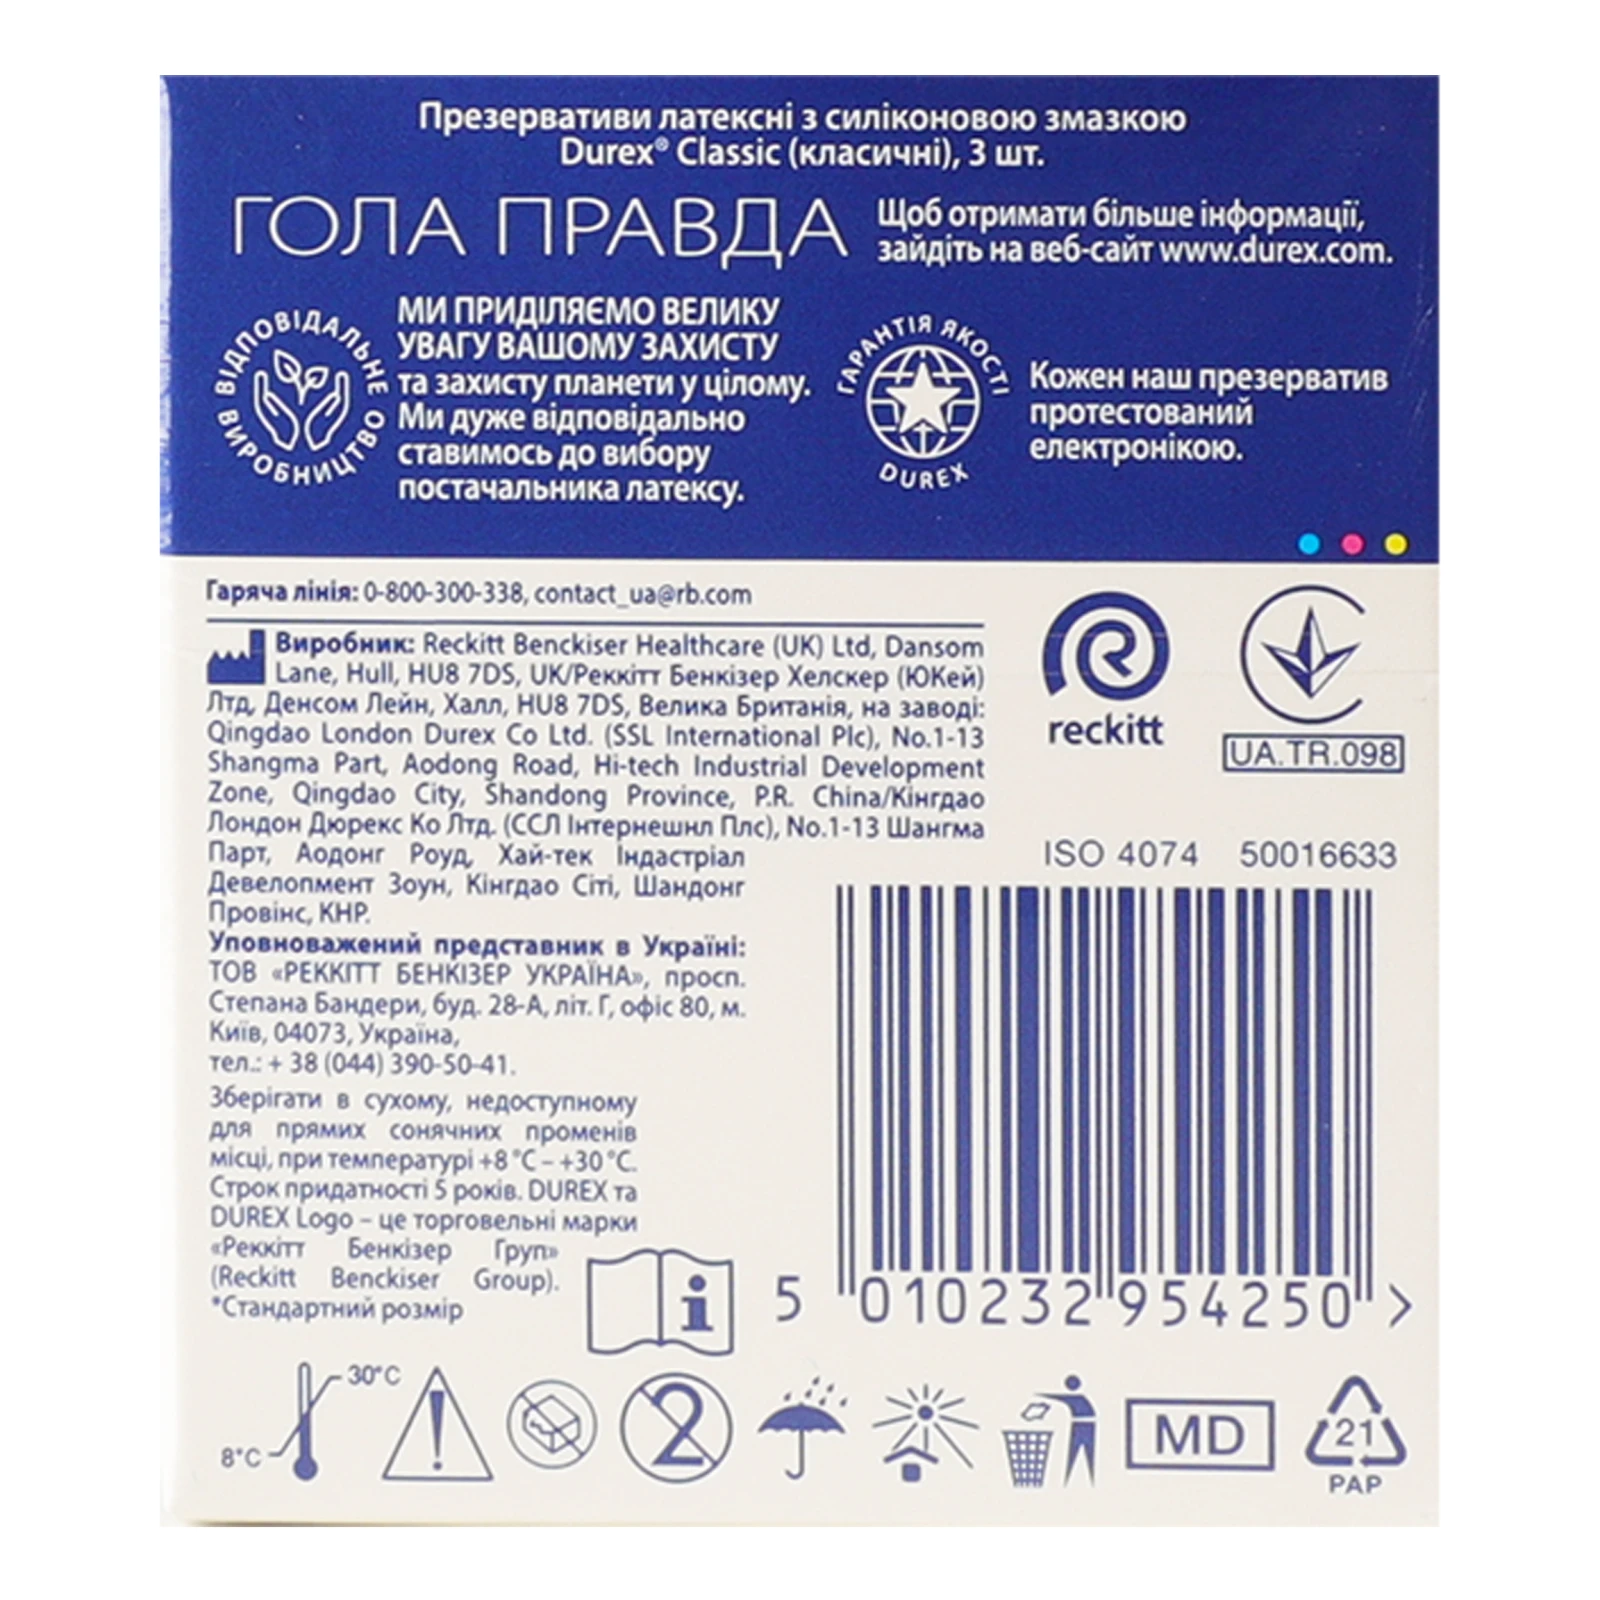 Презервативи латексні з силіконовою змазкою
Durex® Classic (класичні), 3 шт.
ГОЛА ПРАВДА
Щоб отримати більше інформації,
зайдіть на веб-сайт www.durex.com.
ВІДПОВІДАЛЬНЕ ВИРОБНИЦТВО
МИ ПРИДІЛЯЄМО ВЕЛИКУ
УВАГУ ВАШОМУ ЗАХИСТУ
та захисту планети у цілому.
Ми дуже відповідально
ставимось до вибору
постачальника латексу.
ГАРАНТІЯ ЯКОСТІ
DUREX
Кожен наш презерватив
протестований
електронікою.
Гаряча лінія: 0-800-300-338, contact_ua@rb.com
Виробник: Reckitt Benckiser Healthcare (UK) Ltd, Dansom
Lane, Hull, HU8 7DS, UK/Реккітт Бенкізер Хелскер (ЮКей)
Лтд, Денсом Лейн, Халл, HU8 7DS, Велика Британія, на заводі:
Qingdao London Durex Co Ltd. (SSL International Plc), No.1-13
Shangma Part, Aodong Road, Hi-tech Industrial Development
Zone, Qingdao City, Shandong Province, P.R. China/Кінгдао
Лондон Дюрекс Ко Лтд. (ССЛ Інтернешнл Плс), No.1-13 Шангма
Парт, Аодонг Роуд, Хай-тек Індастріал
Девелопмент Зоун, Кінгдао Сіті, Шандонг
Провінс, КНР.
Уповноважений представник в Україні:
ТОВ «РЕККІТТ БЕНКІЗЕР УКРАЇНА», просп.
Степана Бандери, буд. 28-А, літ. Г, офіс 80, м.
Київ, 04073, Україна,
тел.: + 38 (044) 390-50-41.
Зберігати в сухому, недоступному
для прямих сонячних променів
місці, при температурі +8 °С – +30 °С.
Строк придатності 5 років. DUREX та
DUREX Logo – це торговельні марки
«Реккітт Бенкізер Груп»
(Reckitt Benckiser Group).
*Стандартний розмір
reckitt
UA.TR.098
ISO 4074 50016633
5 010232 954250 >
30°C
8°C
2
MD
21
PAP